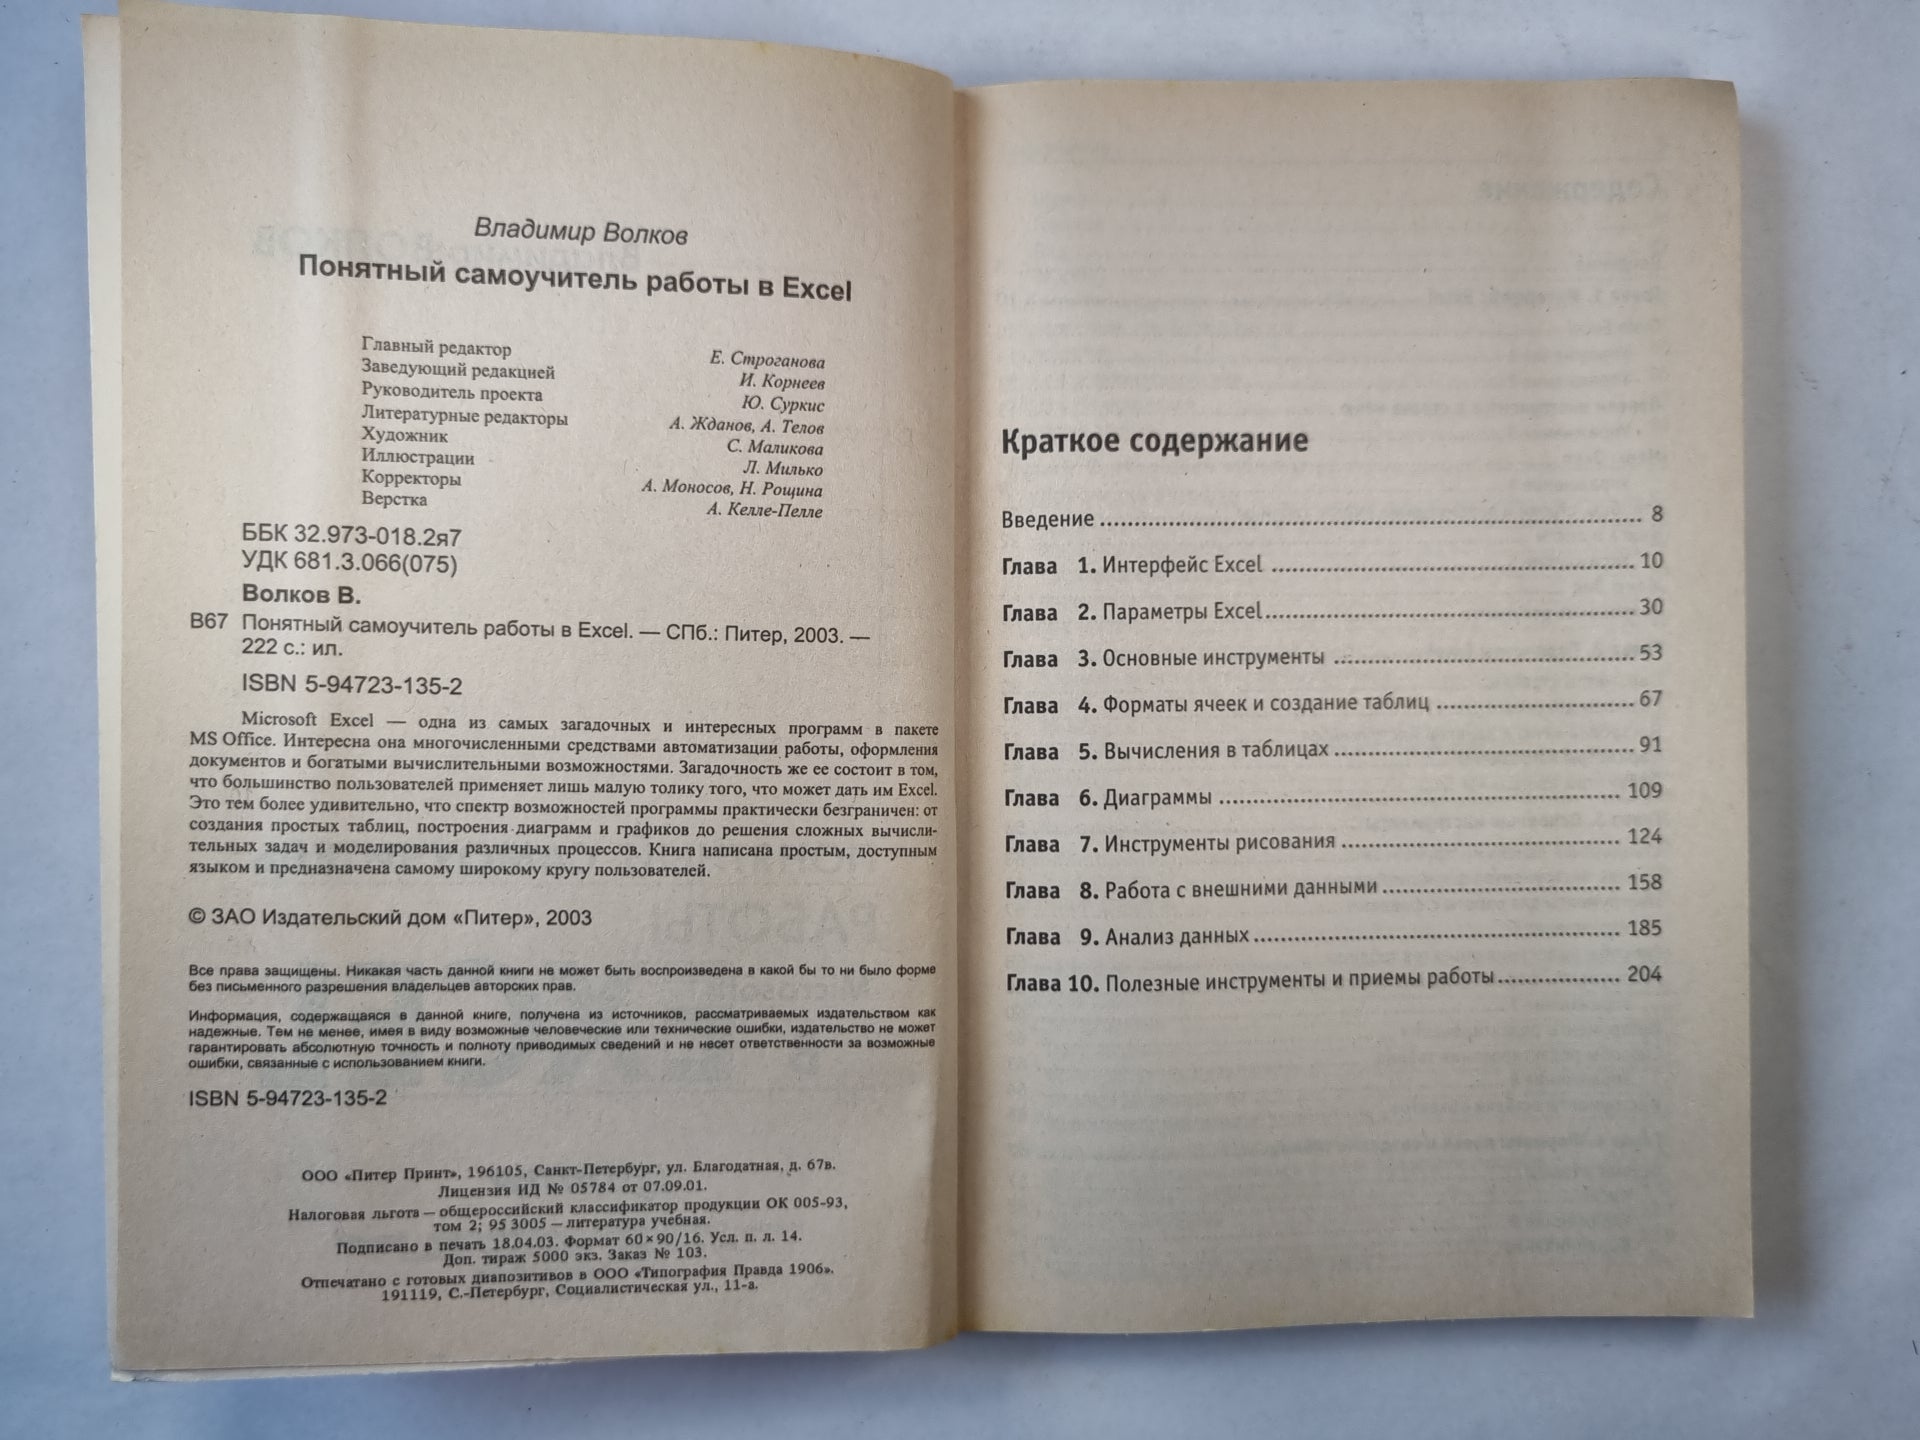 Владимир Волков
Понятный самоучитель работы в Excel
Главный редактор Е. Строганова
Заведующий редакцией И. Корнеев
Руководитель проекта Ю. Суркис
Литературные редакторы А. Жданов, А. Телов
Художник С. Маликова
Иллюстрации Л. Милько
Корректоры А. Моносов, Н. Рощина
Верстка А. Келле-Пелле
ББК 32.973-018.2я7
УДК 681.3.066(075)
Волков В.
В67 Понятный самоучитель работы в Excel. — СПб.: Питер, 2003. —
222 с.: ил.
ISBN 5-94723-135-2
Microsoft Excel — одна из самых загадочных и интересных программ в пакете
MS Office. Интересна она многочисленными средствами автоматизации работы, оформления
документов и богатыми вычислительными возможностями. Загадочность же ее состоит в том,
что большинство пользователей применяет лишь малую толику того, что может дать им Excel.
Это тем более удивительно, что спектр возможностей программы практически безграничен: от
создания простых таблиц, построения диаграмм и графиков до решения сложных вычисли-
тельных задач и моделирования различных процессов. Книга написана простым, доступным
языком и предназначена самому широкому кругу пользователей.
© ЗАО Издательский дом «Питер», 2003
Все права защищены. Никакая часть данной книги не может быть воспроизведена в какой бы то ни было форме
без письменного разрешения владельцев авторских прав.
Информация, содержащаяся в данной книге, получена из источников, рассматриваемых издательством как
надежные. Тем не менее, имея в виду возможные человеческие или технические ошибки, издательство не может
гарантировать абсолютную точность и полноту приводимых сведений и не несет ответственности за возможные
ошибки, связанные с использованием книги.
ISBN 5-94723-135-2
ООО «Питер Принт», 196105, Санкт-Петербург, ул. Благодатная, д. 67в.
Лицензия ИД № 05784 от 07.09.01.
Налоговая льгота — общероссийский классификатор продукции ОК 005-93,
том 2; 95 3005 — литература учебная.
Подписано в печать 18.04.03. Формат 60×90/16. Усл. п. л. 14.
Доп. тираж 5000 экз. Заказ № 103.
Отпечатано с готовых диапозитивов в ООО «Типография Правда 1906».
191119, С.-Петербург, Социалистическая ул., 11-а.
Краткое содержание
Введение ........ 8
Глава 1. Интерфейс Excel ........ 10
Глава 2. Параметры Excel ........ 30
Глава 3. Основные инструменты ........ 53
Глава 4. Форматы ячеек и создание таблиц ........ 67
Глава 5. Вычисления в таблицах ........ 91
Глава 6. Диаграммы ........ 109
Глава 7. Инструменты рисования ........ 124
Глава 8. Работа с внешними данными ........ 158
Глава 9. Анализ данных ........ 185
Глава 10. Полезные инструменты и приемы работы ........ 204